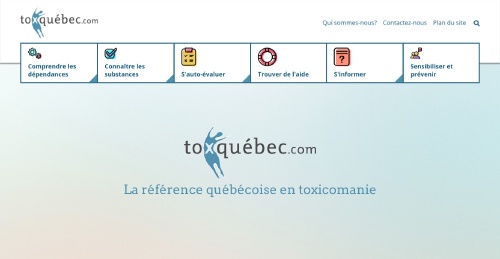 toxquébec.com
Qui sommes-nous? Contactez-nous Plan du site
Comprendre les
dépendances
Connaître les
substances
S'auto-évaluer
Trouver de l'aide
S'informer
Sensibiliser et
prévenir
toxquébec.com
La référence québécoise en toxicomanie